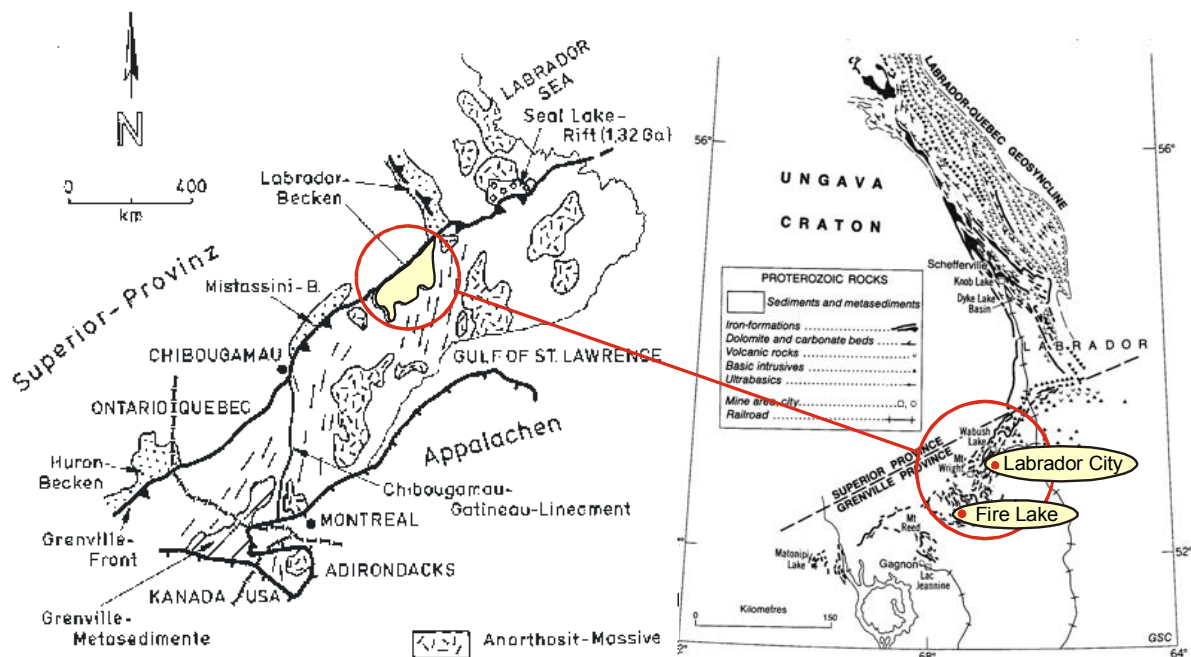 N
0 400
km
LABRADOR
SEA
Seal Lake-
Rift (1,32 Ga)
Labrador-
Becken
Superior-Provinz
Mistassini-B.
CHIBOUGAMAU
GULF OF ST. LAWRENCE
ONTARIO QUEBEC
Appalachen
Huron-
Becken
Chibougamau-
Gatineau-Lineament
MONTREAL
Grenville-
Front
ADIRONDACKS
KANADA USA
Grenville-
Metasedimente
Anorthosit-Massive
LABRADOR-QUEBEC GEOSYNCLINE
56°
56°
UNGAVA
CRATON
Schefferville
Knob Lake
Dyke Lake
Basin
PROTEROZOIC ROCKS
Sediments and metasediments
Iron-formations
Dolomite and carbonate beds
Volcanic rocks
Basic intrusives
Ultrabasics
Mine area, city
Railroad
LABRADOR
Wabush
Lake
Mt.
Wright
SUPERIOR PROVINCE
GRENVILLE PROVINCE
Labrador City
Fire Lake
Mt
Reed
Matonipi
Lake
Gagnon
Lac
Jeannine
52°
Kilometres
0 150
GSC
2°
68°
64°